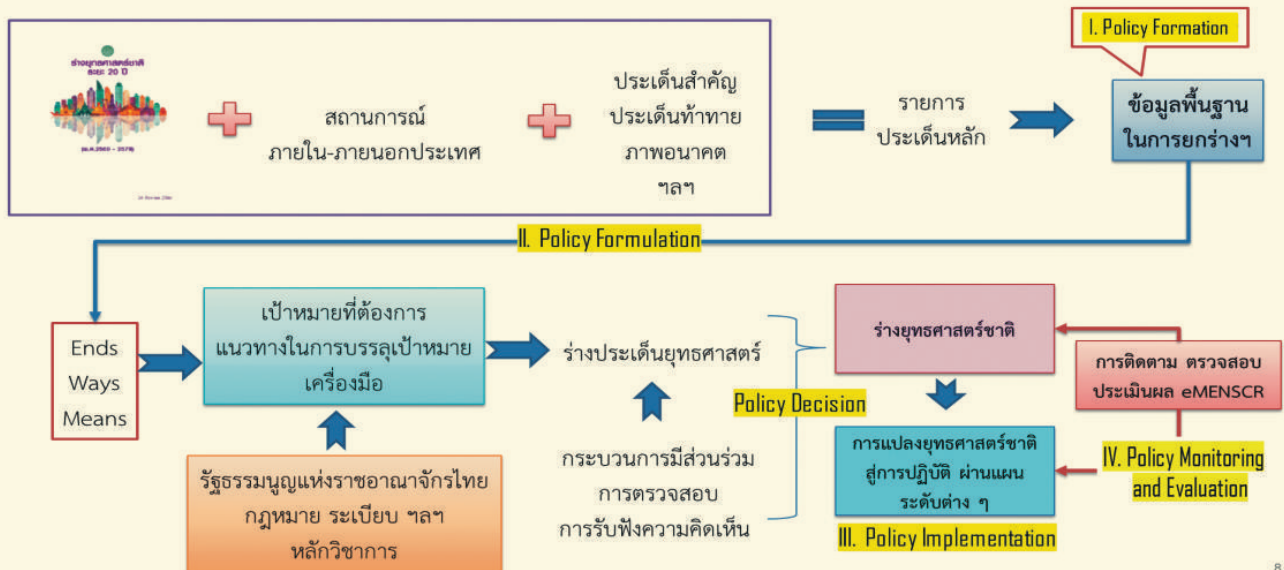 I. Policy Formation
ร่างยุทธศาสตร์ชาติ
ระยะ 20 ปี
(พ.ศ.2560 - 2579)
สถานการณ์
ภายใน-ภายนอกประเทศ
ประเด็นสำคัญ
ประเด็นท้าทาย
ภาพอนาคต
ฯลฯ
รายการ
ประเด็นหลัก
ข้อมูลพื้นฐาน
ในการยกร่างฯ
II. Policy Formulation
Ends
Ways
Means
เป้าหมายที่ต้องการ
แนวทางในการบรรลุเป้าหมาย
เครื่องมือ
รัฐธรรมนูญแห่งราชอาณาจักรไทย
กฎหมาย ระเบียบ ฯลฯ
หลักวิชาการ
ร่างประเด็นยุทธศาสตร์
กระบวนการมีส่วนร่วม
การตรวจสอบ
การรับฟังความคิดเห็น
Policy Decision
ร่างยุทธศาสตร์ชาติ
การแปลงยุทธศาสตร์ชาติ
สู่การปฏิบัติ ผ่านแผน
ระดับต่าง ๆ
III. Policy Implementation
การติดตาม ตรวจสอบ
ประเมินผล eMENSCR
IV. Policy Monitoring
and Evaluation
8